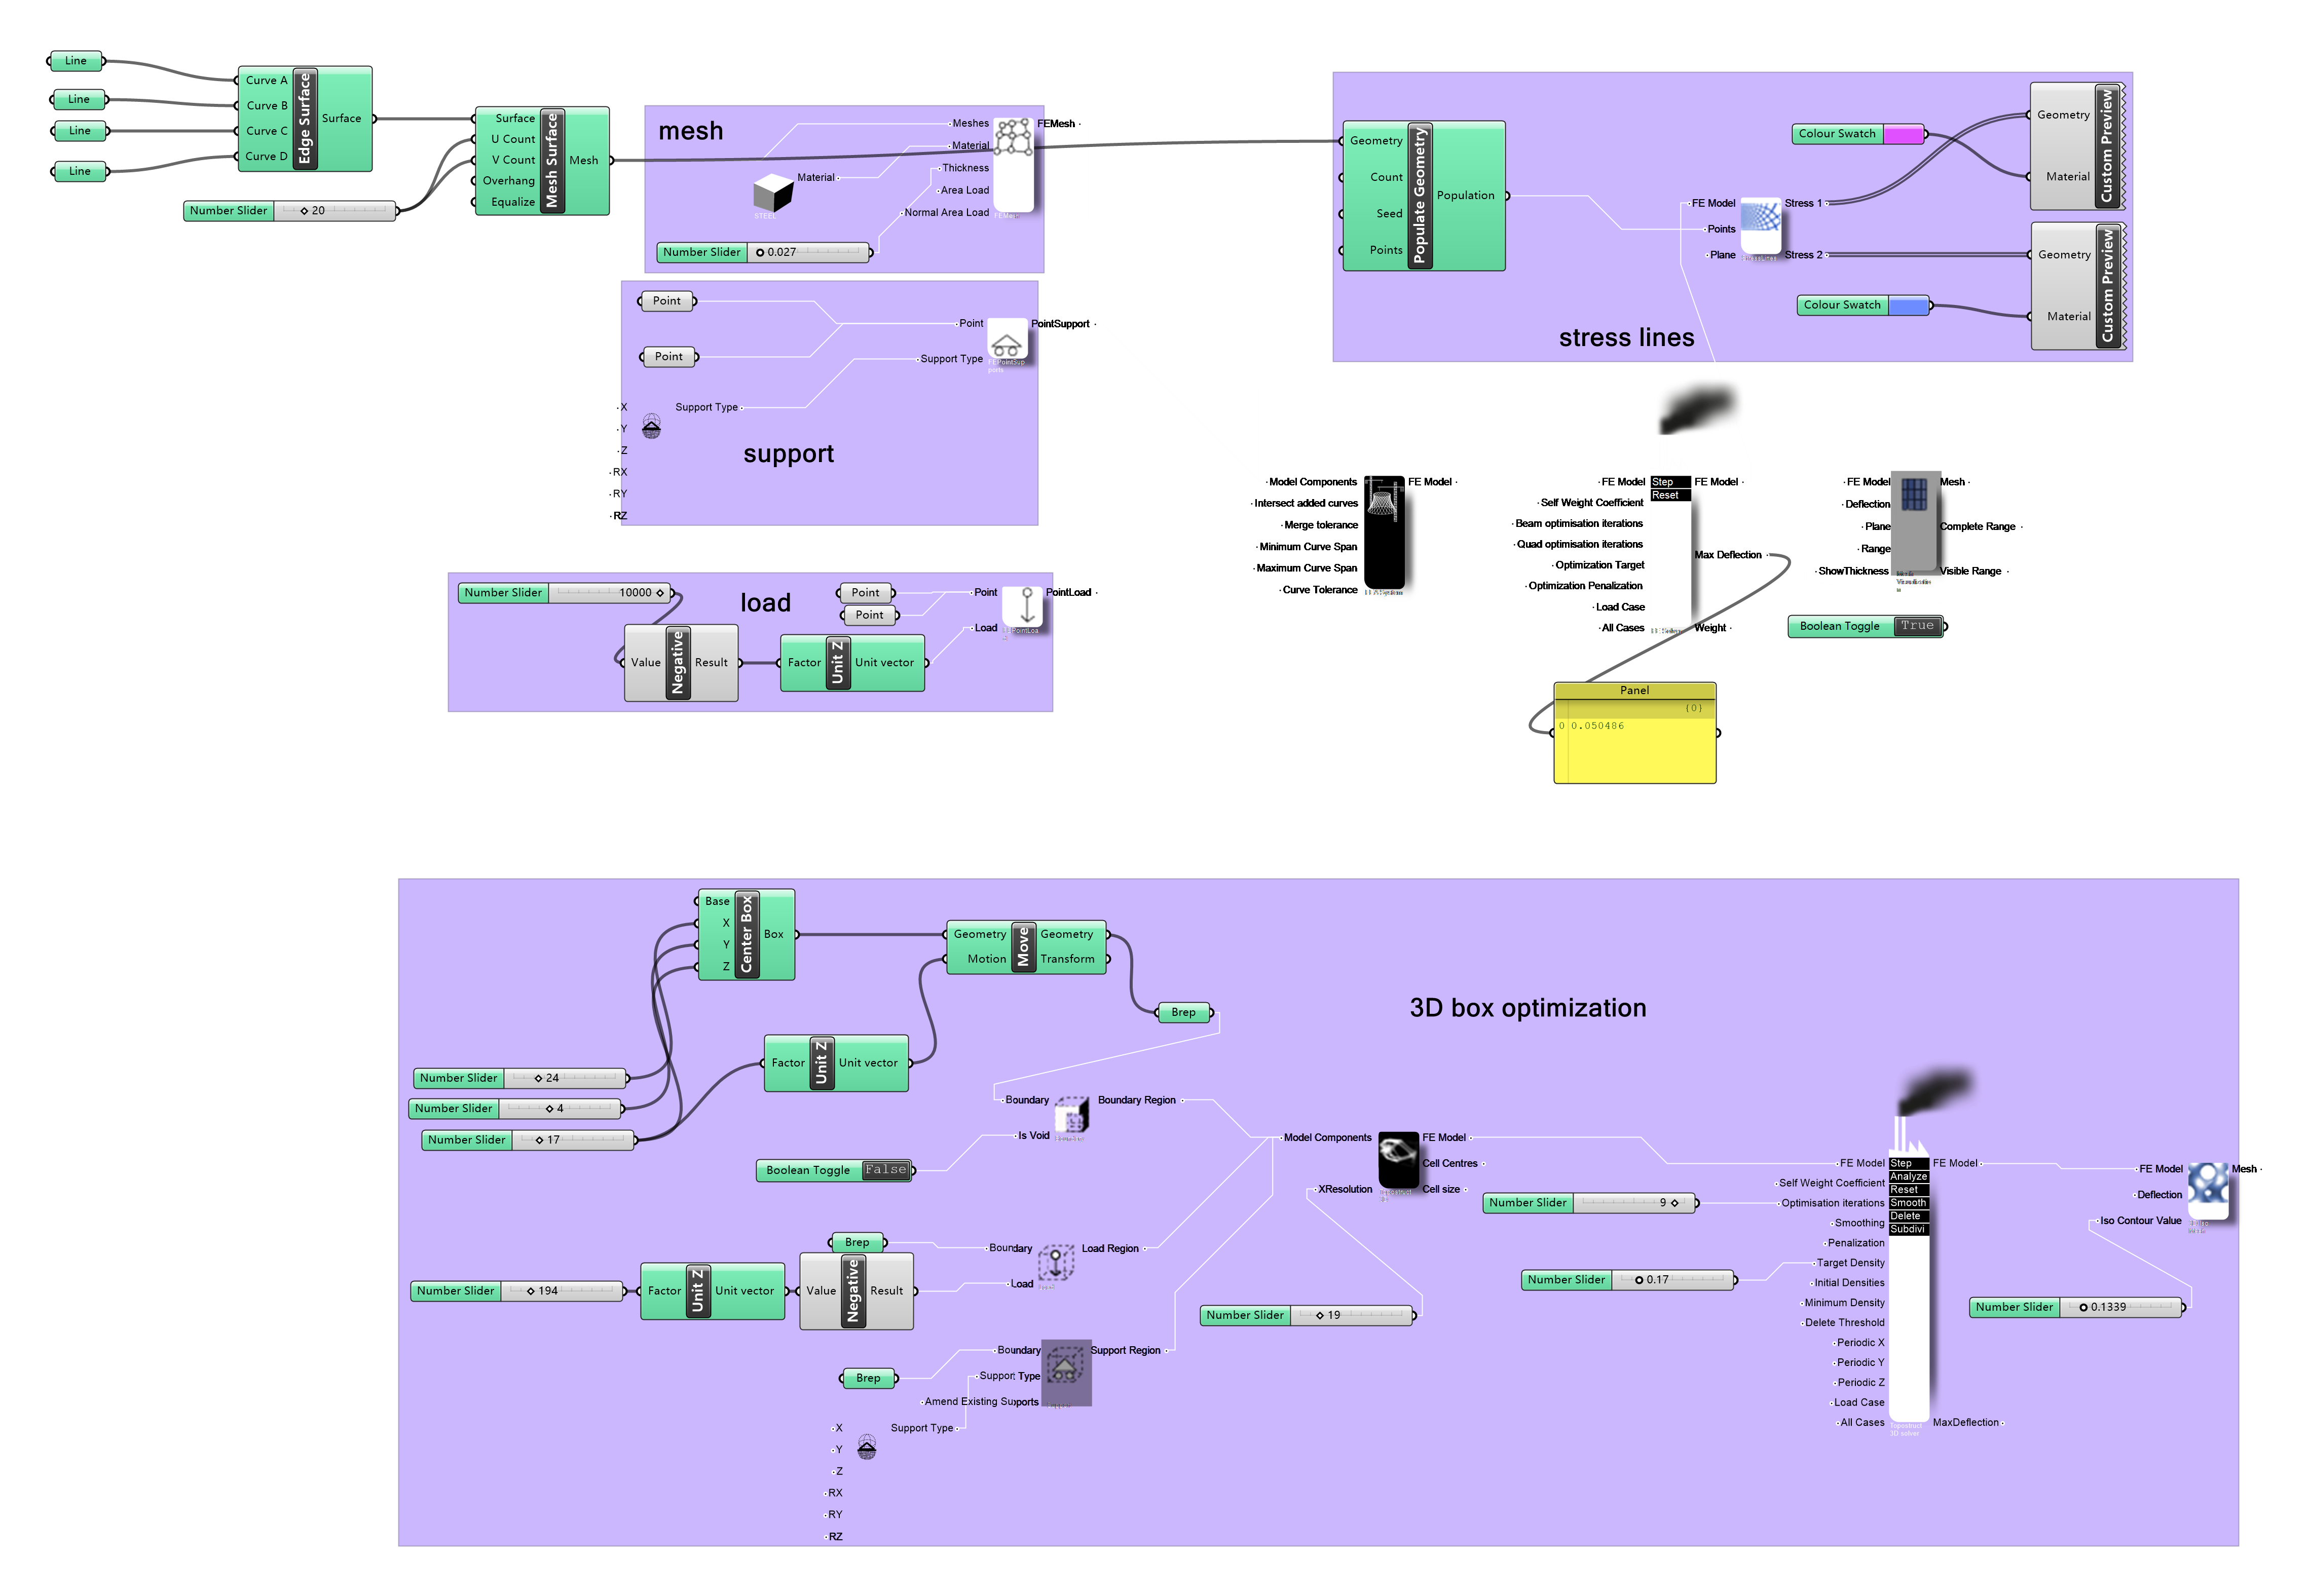 Line
Line
Line
Line
Curve A
Curve B
Curve C
Curve D
Edge Surface
Surface
Number Slider 20
Surface
U Count
V Count
Overhang
Equalize
Mesh Surface
Mesh
mesh
Material
STEEL
Number Slider 0.027
Meshes
Material
Thickness
Area Load
Normal Area Load
FEMesh
Point
Point
Point
Support Type
PointSupport
X
Y
Z
RX
RY
RZ
Support Type
support
Number Slider 10000
load
Value
Negative
Result
Factor
Unit Z
Unit vector
Point
Point
Point
Load
PointLoad
Geometry
Count
Seed
Points
Populate Geometry
Population
stress lines
FE Model
Points
Plane
Stress 1
Stress 2
Colour Swatch
Colour Swatch
Geometry
Material
Custom Preview
Geometry
Material
Custom Preview
Model Components
Intersect added curves
Merge tolerance
Minimum Curve Span
Maximum Curve Span
Curve Tolerance
FE Model
FE Model
Self Weight Coefficient
Beam optimisation iterations
Quad optimisation iterations
Optimization Target
Optimization Penalization
Load Case
All Cases
Step
Reset
FE Model
Max Deflection
Weight
FE Model
Deflection
Plane
Range
ShowThickness
Mesh
Complete Range
Visible Range
Boolean Toggle True
Panel
{0}
0 0.050486
3D box optimization
Base
X
Y
Z
Center Box
Box
Geometry
Motion
Move
Geometry
Transform
Brep
Factor
Unit Z
Unit vector
Number Slider 24
Number Slider 4
Number Slider 17
Boundary
Is Void
Boundary Region
Boolean Toggle False
Brep
Number Slider 194
Factor
Unit Z
Unit vector
Value
Negative
Result
Boundary
Load
Load Region
Brep
Boundary
Support Type
Amend Existing Supports
Support Region
X
Y
Z
RX
RY
RZ
Support Type
Model Components
XResolution
FE Model
Cell Centres
Cell size
Number Slider 19
Number Slider 9
Number Slider 0.17
FE Model
Self Weight Coefficient
Optimisation iterations
Smoothing
Penalization
Target Density
Initial Densities
Minimum Density
Delete Threshold
Periodic X
Periodic Y
Periodic Z
Load Case
All Cases
Step
Analyze
Reset
Smooth
Delete
Subdivi
Topostruct
3D solver
FE Model
MaxDeflection
FE Model
Deflection
Iso Contour Value
Mesh
Number Slider 0.1339